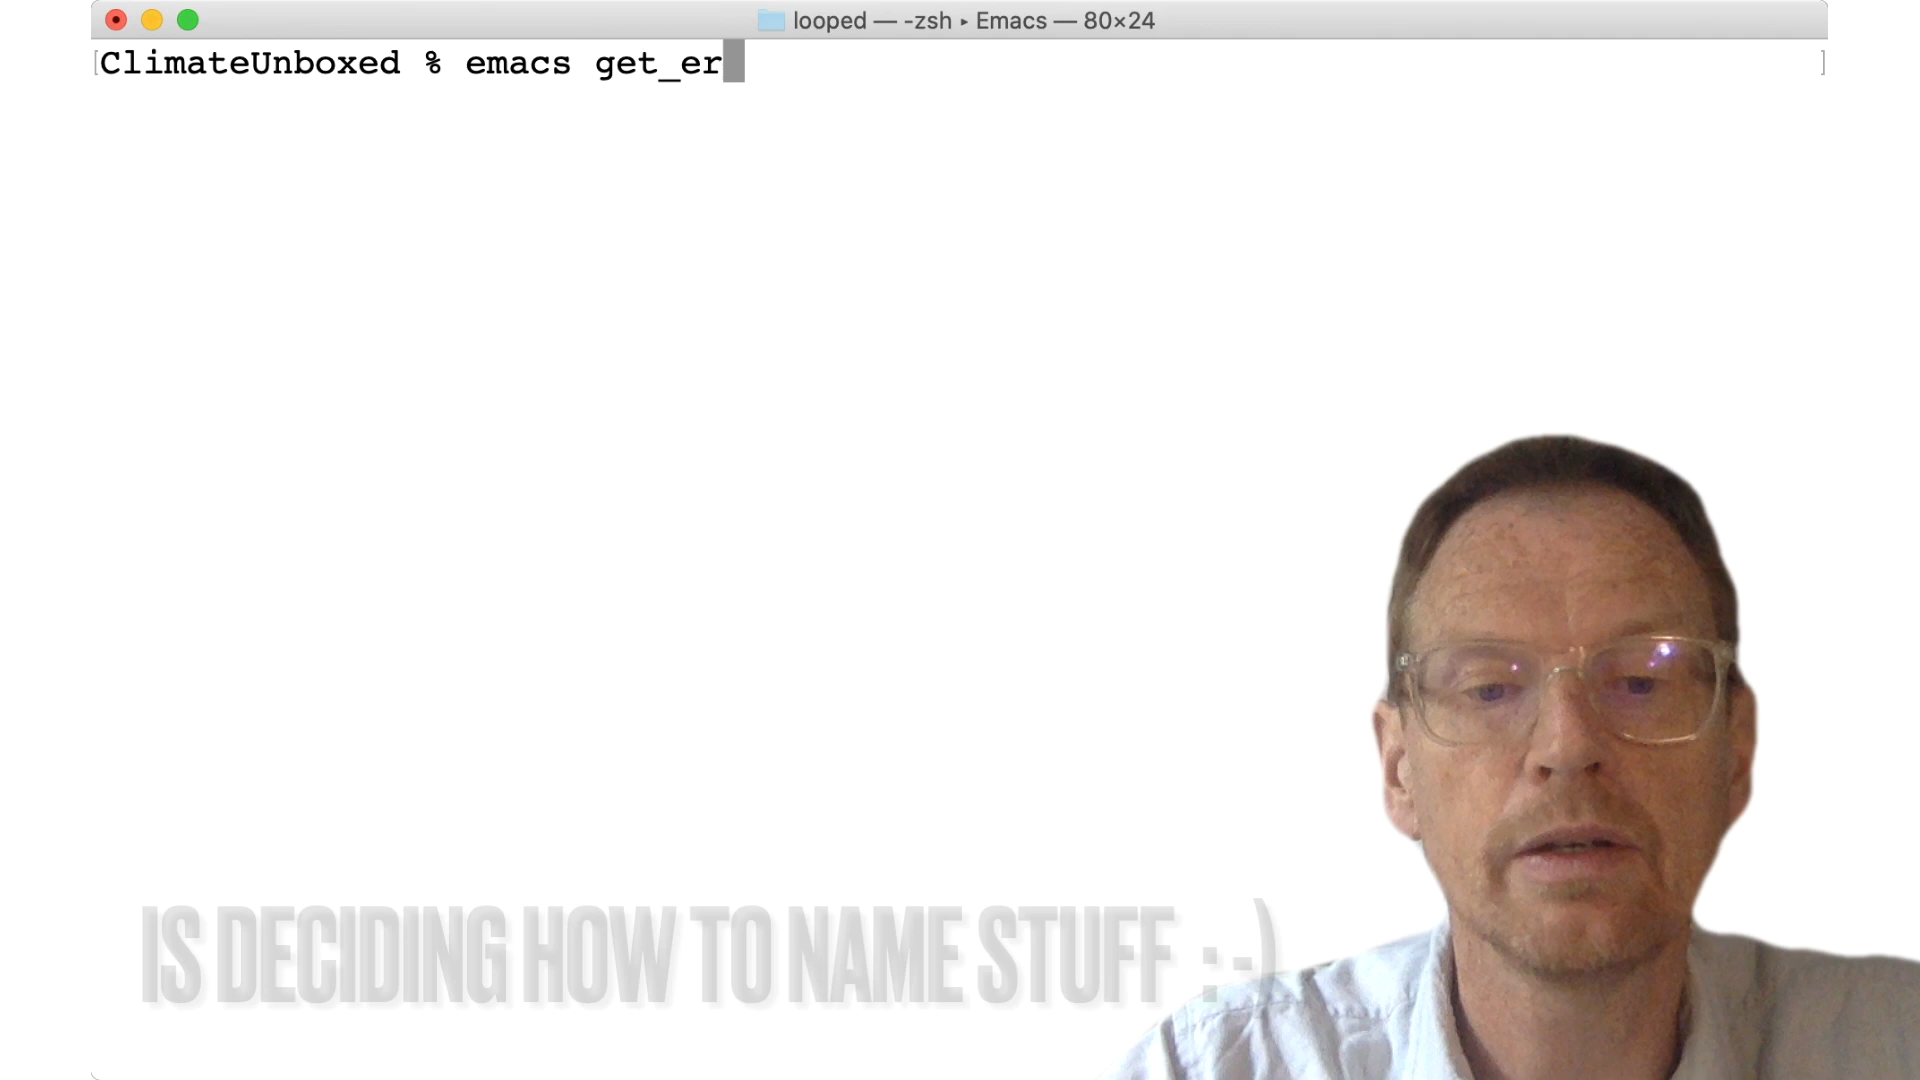 looped — -zsh ▸ Emacs — 80×24
[ClimateUnboxed % emacs get_er ]
IS DECIDING HOW TO NAME STUFF :-)